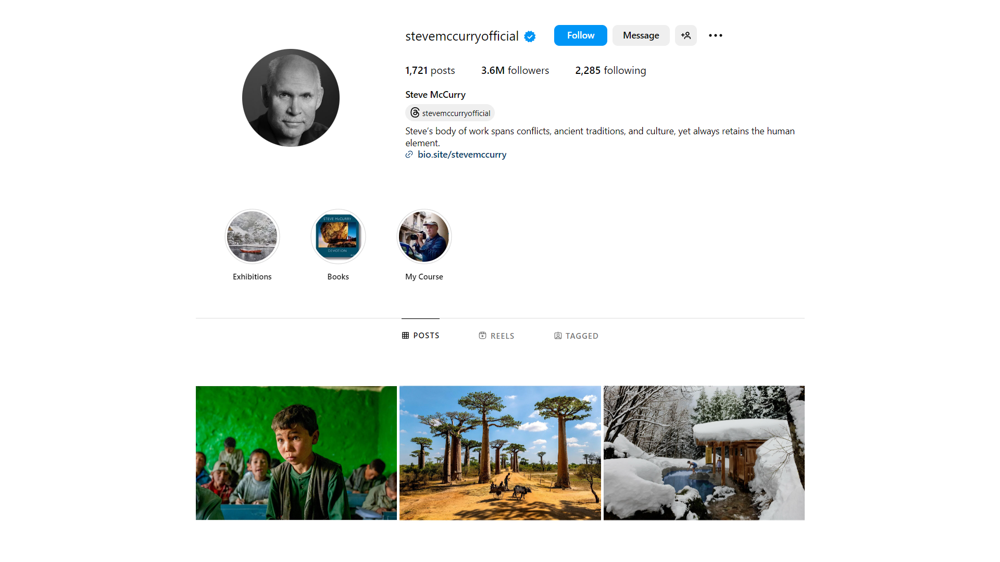 stevemccurryofficial
Follow
Message
1,721 posts
3.6M followers
2,285 following
Steve McCurry
stevemccurryofficial
Steve’s body of work spans conflicts, ancient traditions, and culture, yet always retains the human
element.
bio.site/stevemccurry
STEVE McCURRY
DEVOTION
Exhibitions
Books
My Course
POSTS
REELS
TAGGED